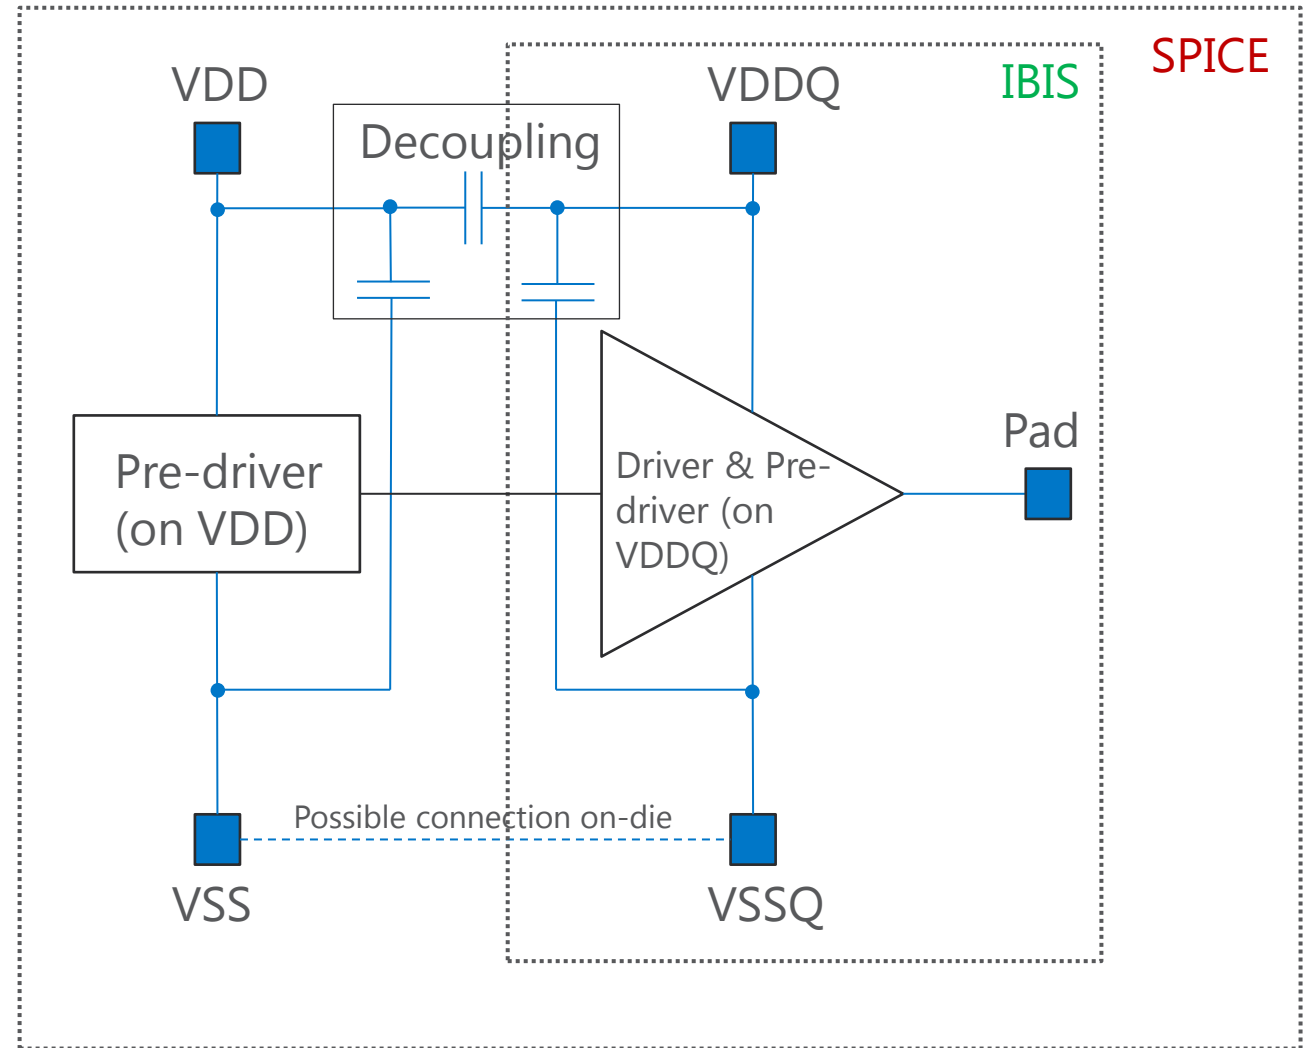 SPICE
VDD
VDDQ
IBIS
Decoupling
Pad
Pre-driver
(on VDD)
Driver & Pre-
driver (on
VDDQ)
Possible connection on-die
VSS
VSSQ